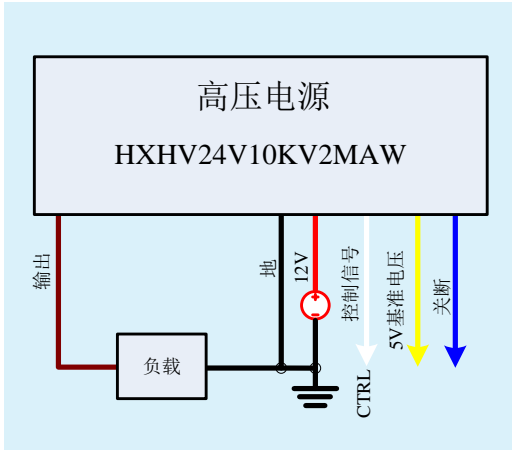 高压电源
HXHV24V10KV2MAW
输出
地
12V
控制信号
5V基准电压
关断
负载
CTRL